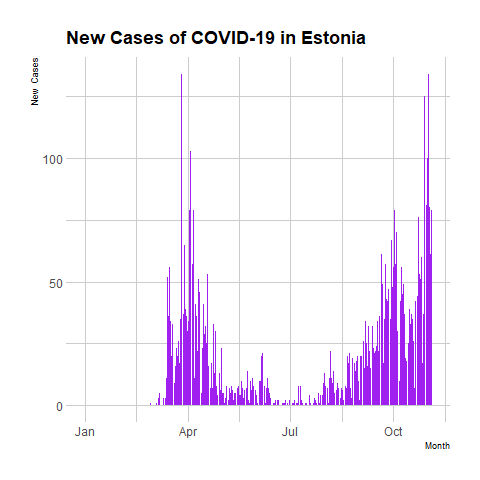 New Cases of COVID-19 in Estonia
New Cases
100
50
0
Jan Apr Jul Oct
Month